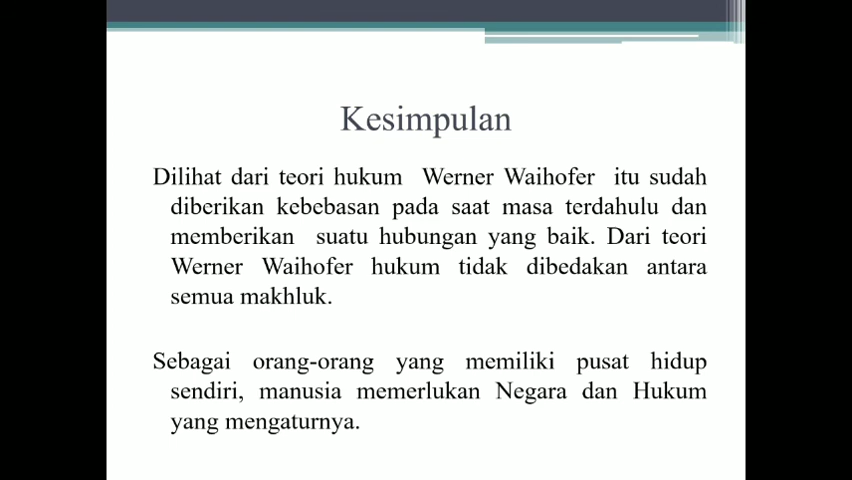 Kesimpulan
Dilihat dari teori hukum Werner Waihofer itu sudah
diberikan kebebasan pada saat masa terdahulu dan
memberikan suatu hubungan yang baik. Dari teori
Werner Waihofer hukum tidak dibedakan antara
semua makhluk.
Sebagai orang-orang yang memiliki pusat hidup
sendiri, manusia memerlukan Negara dan Hukum
yang mengaturnya.